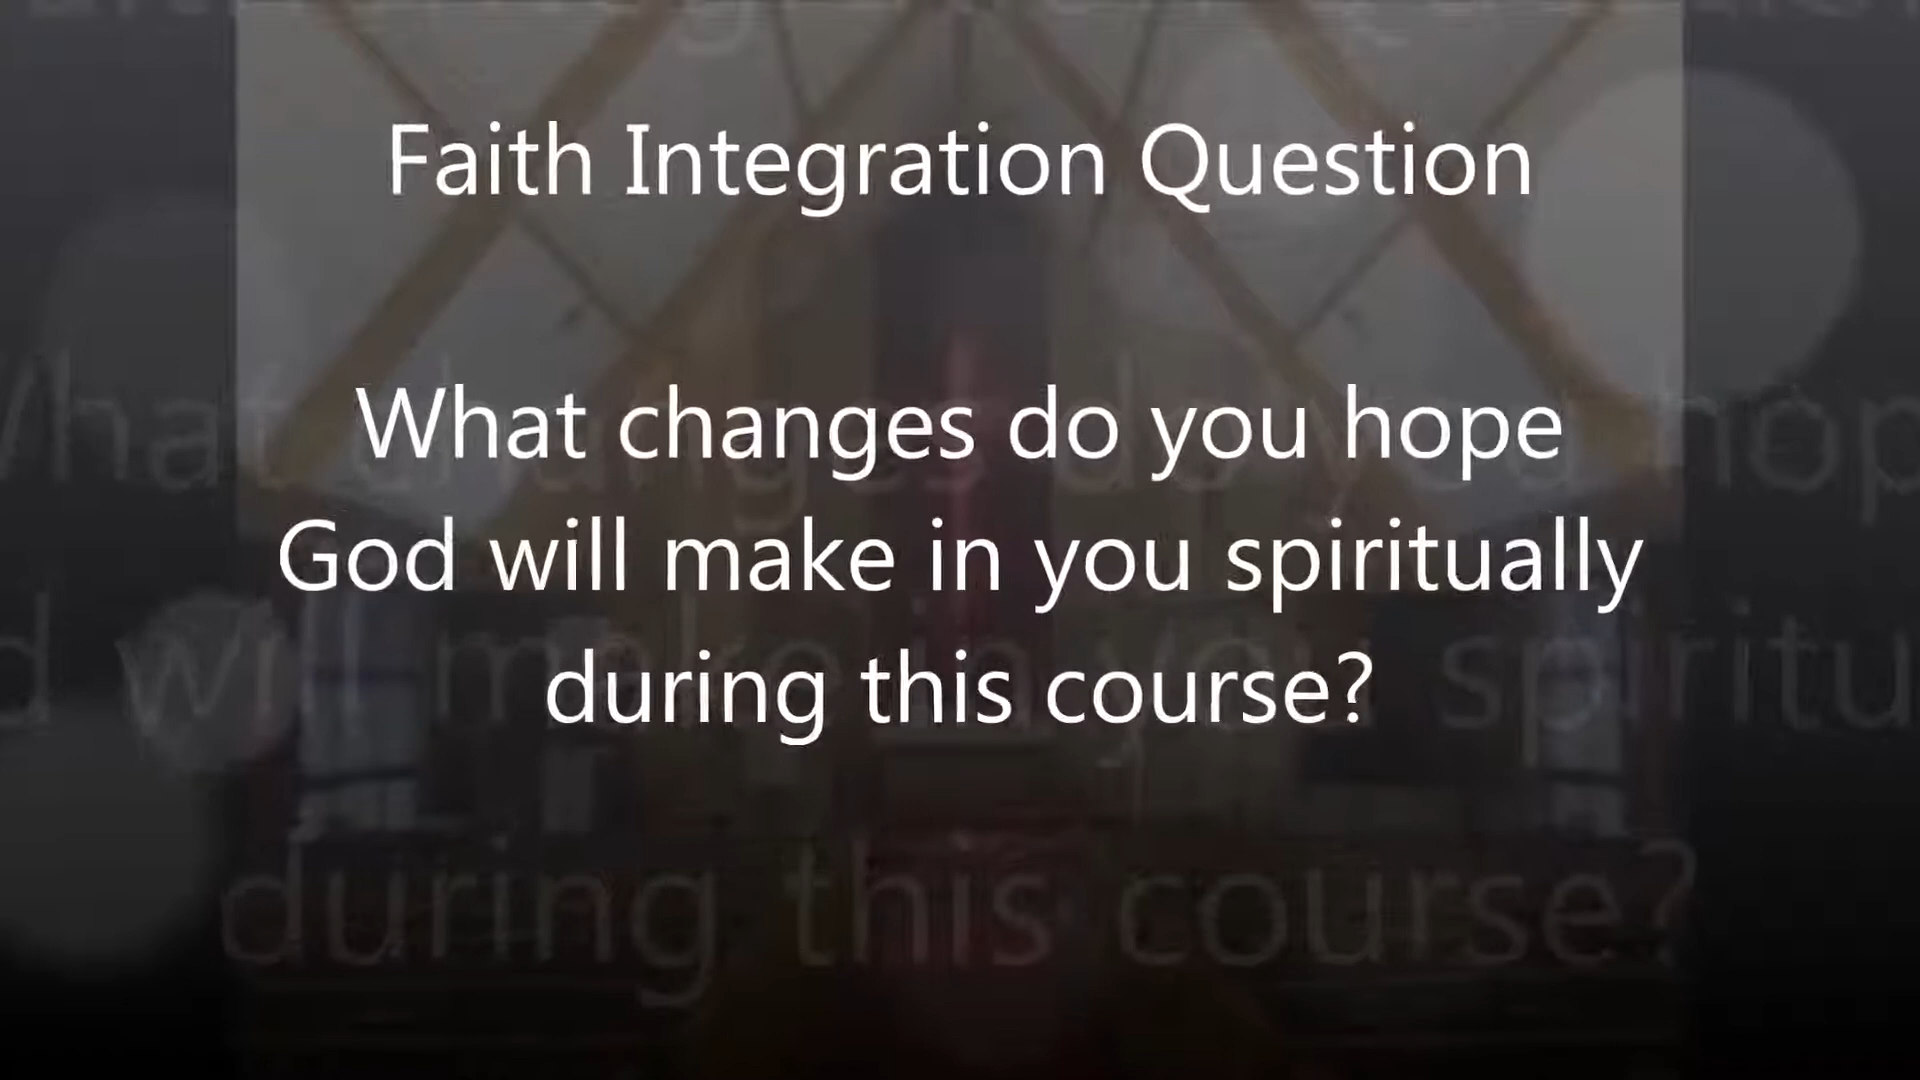 Faith Integration Question
What changes do you hope
God will make in you spiritually
during this course?